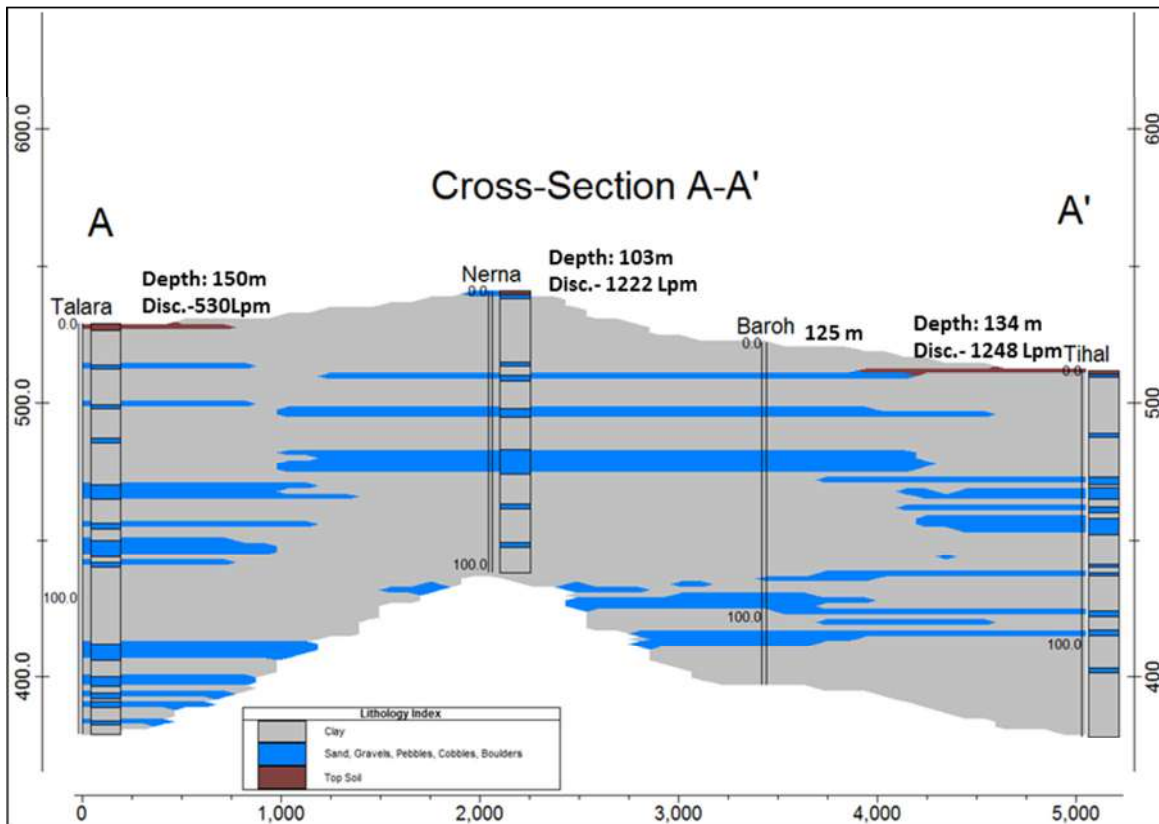 Cross-Section A-A'
A
A'
600.0
600.0
Depth: 150m
Disc.-530Lpm
Talara
0.0
Nerna
0.0
Depth: 103m
Disc.- 1222 Lpm
Baroh
0.0
125 m
Depth: 134 m
Disc.- 1248 Lpm
Tihal
0.0
500.0
500.0
100.0
100.0
100.0
100.0
400.0
400.0
Lithology Index
Clay
Sand, Gravels, Pebbles, Cobbles, Boulders
Top Soil
0
1,000
2,000
3,000
4,000
5,000